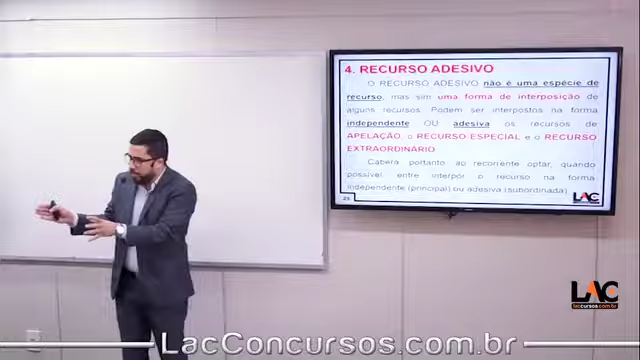 4. RECURSO ADESIVO
O RECURSO ADESIVO não é uma espécie de
recurso, mas sim uma forma de interposição de
alguns recursos. Podem ser interpostos na forma
independente OU adesiva os recursos de
APELAÇÃO, o RECURSO ESPECIAL e o RECURSO
EXTRAORDINÁRIO.
Caberá portanto ao recorrente optar, quando
possível entre interpor o recurso na forma
independente (principal) ou adesiva (subordinada).
LAC
LAC
lacconcursos.com.br
LacConcursos.com.br